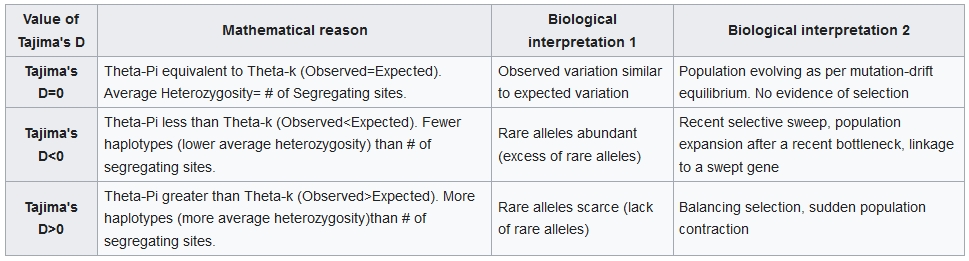 Value of
Tajima's D
Mathematical reason
Biological
interpretation 1
Biological interpretation 2
Tajima's
D=0
Theta-Pi equivalent to Theta-k (Observed=Expected).
Average Heterozygosity= # of Segregating sites.
Observed variation similar
to expected variation
Population evolving as per mutation-drift
equilibrium. No evidence of selection
Tajima's
D<0
Theta-Pi less than Theta-k (Observed<Expected). Fewer
haplotypes (lower average heterozygosity) than # of
segregating sites.
Rare alleles abundant
(excess of rare alleles)
Recent selective sweep, population
expansion after a recent bottleneck, linkage
to a swept gene
Tajima's
D>0
Theta-Pi greater than Theta-k (Observed>Expected). More
haplotypes (more average heterozygosity)than # of
segregating sites.
Rare alleles scarce (lack
of rare alleles)
Balancing selection, sudden population
contraction